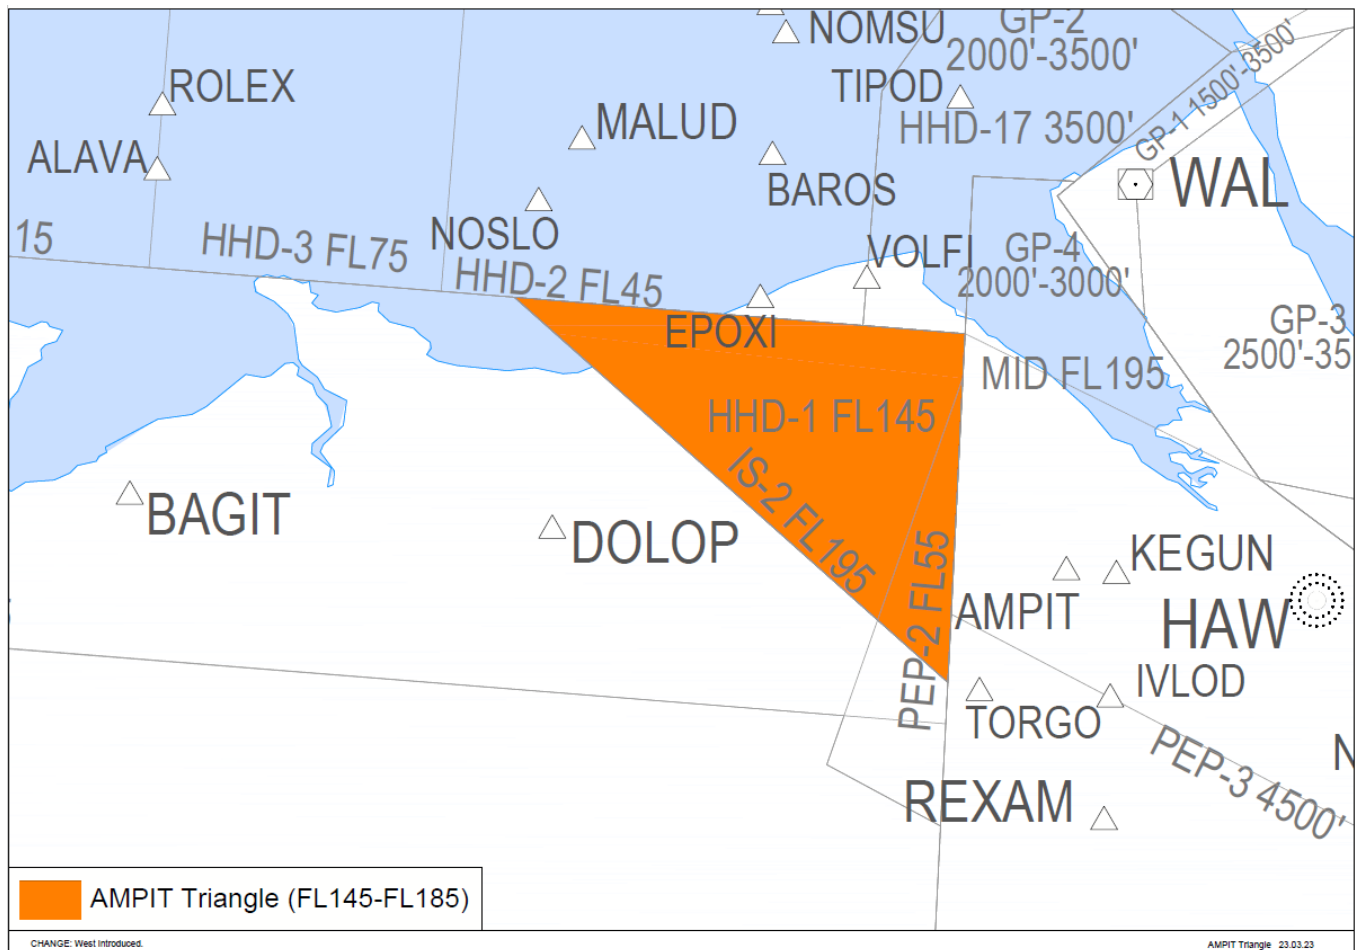 NOMSU
GP-2
2000'-3500'
ROLEX
TIPOD
GP-1 1500'-3500'
MALUD
HHD-17 3500'
ALAVA
BAROS
WAL
15
HHD-3 FL75
NOSLO
VOLFI
GP-4
2000'-3000'
HHD-2 FL45
EPOXI
GP-3
2500'-35
MID FL195
HHD-1 FL145
IS-2 FL195
BAGIT
DOLOP
PEP-2 FL55
KEGUN
AMPIT
HAW
IVLOD
TORGO
PEP-3 4500'
N
REXAM
AMPIT Triangle (FL145-FL185)
CHANGE: West Introduced.
AMPIT Triangle 23.03.23